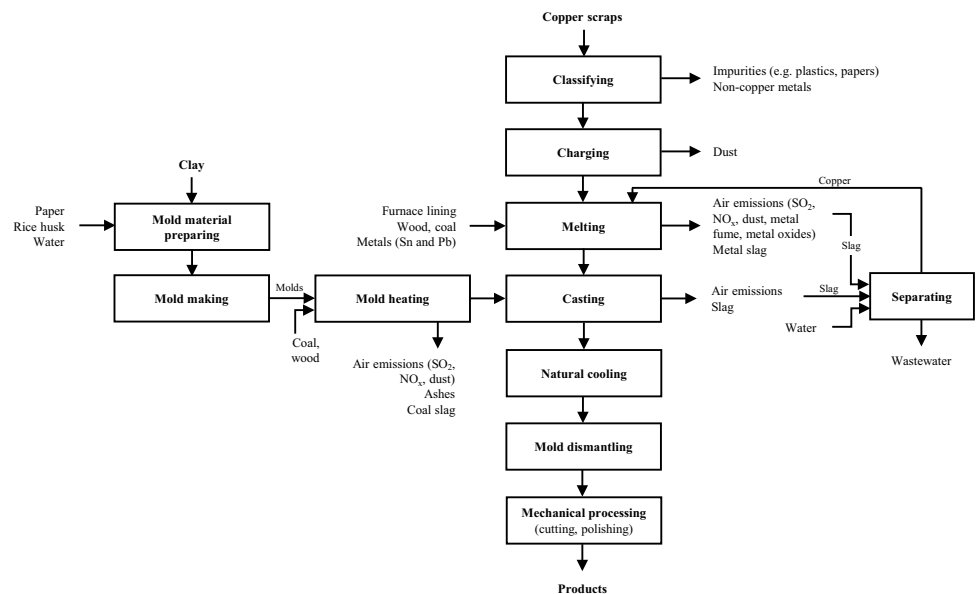 Copper scraps
Classifying
Impurities (e.g. plastics, papers)
Non-copper metals
Charging
Dust
Clay
Copper
Paper
Rice husk
Water
Mold material
preparing
Furnace lining
Wood, coal
Metals (Sn and Pb)
Melting
Air emissions (SO2,
NOx, dust, metal
fume, metal oxides)
Metal slag
Slag
Mold making
Molds
Mold heating
Casting
Air emissions
Slag
Slag
Separating
Water
Coal,
wood
Air emissions (SO2,
NOx, dust)
Ashes
Coal slag
Wastewater
Natural cooling
Mold dismantling
Mechanical processing
(cutting, polishing)
Products